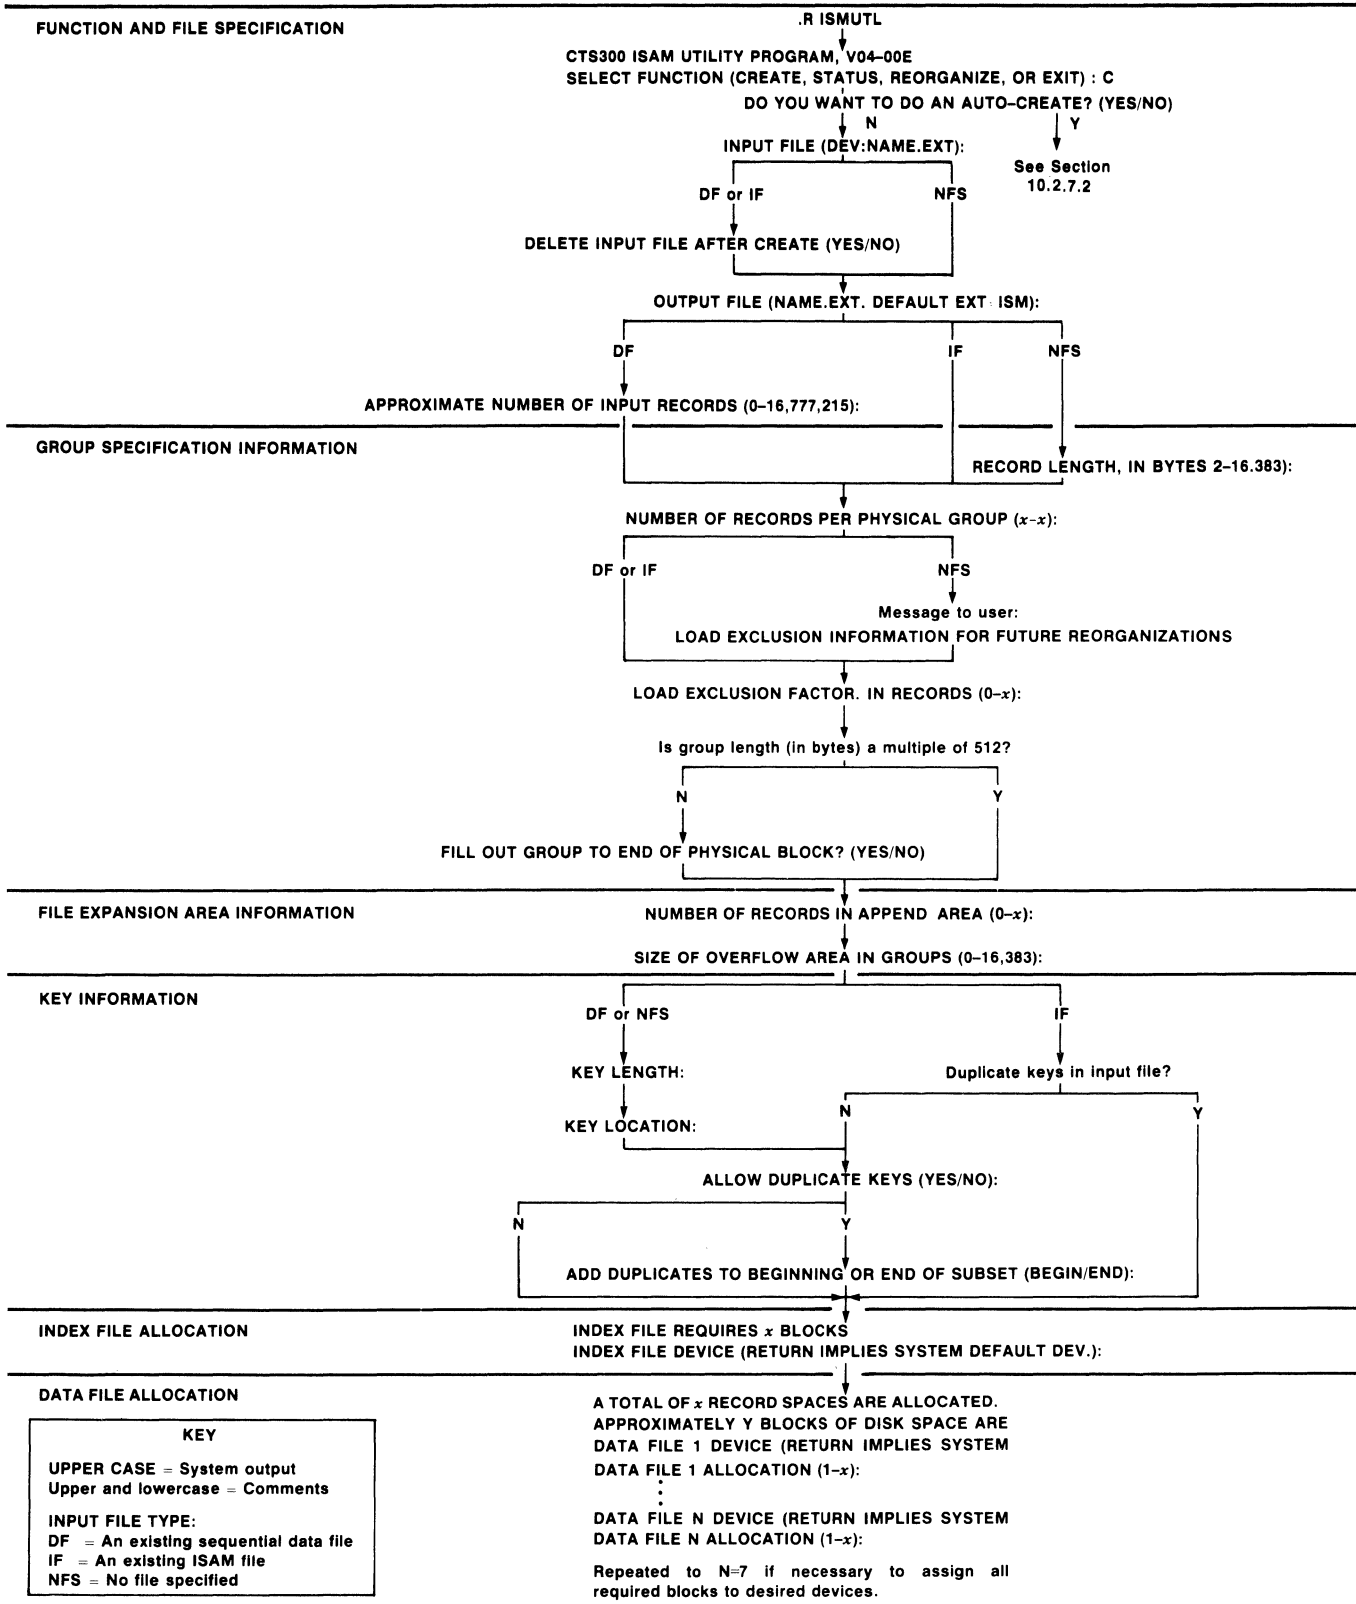 FUNCTION AND FILE SPECIFICATION
.R ISMUTL
CTS300 ISAM UTILITY PROGRAM, V04–00E
SELECT FUNCTION (CREATE, STATUS, REORGANIZE, OR EXIT) : C
DO YOU WANT TO DO AN AUTO–CREATE? (YES/NO)
N
Y
INPUT FILE (DEV:NAME.EXT):
See Section
10.2.7.2
DF or IF
NFS
DELETE INPUT FILE AFTER CREATE (YES/NO)
OUTPUT FILE (NAME.EXT. DEFAULT EXT ISM):
DF
IF
NFS
APPROXIMATE NUMBER OF INPUT RECORDS (0–16,777,215):
GROUP SPECIFICATION INFORMATION
RECORD LENGTH, IN BYTES 2–16.383):
NUMBER OF RECORDS PER PHYSICAL GROUP (x-x):
DF or IF
NFS
Message to user:
LOAD EXCLUSION INFORMATION FOR FUTURE REORGANIZATIONS
LOAD EXCLUSION FACTOR. IN RECORDS (0–x):
Is group length (in bytes) a multiple of 512?
N
Y
FILL OUT GROUP TO END OF PHYSICAL BLOCK? (YES/NO)
FILE EXPANSION AREA INFORMATION
NUMBER OF RECORDS IN APPEND AREA (0–x):
SIZE OF OVERFLOW AREA IN GROUPS (0–16,383):
KEY INFORMATION
DF or NFS
IF
KEY LENGTH:
Duplicate keys in input file?
N
Y
KEY LOCATION:
ALLOW DUPLICATE KEYS (YES/NO):
N
Y
ADD DUPLICATES TO BEGINNING OR END OF SUBSET (BEGIN/END):
INDEX FILE ALLOCATION
INDEX FILE REQUIRES x BLOCKS
INDEX FILE DEVICE (RETURN IMPLIES SYSTEM DEFAULT DEV.):
DATA FILE ALLOCATION
A TOTAL OF x RECORD SPACES ARE ALLOCATED.
APPROXIMATELY Y BLOCKS OF DISK SPACE ARE
DATA FILE 1 DEVICE (RETURN IMPLIES SYSTEM
DATA FILE 1 ALLOCATION (1–x):
DATA FILE N DEVICE (RETURN IMPLIES SYSTEM
DATA FILE N ALLOCATION (1–x):
Repeated to N=7 if necessary to assign all
required blocks to desired devices.
KEY
UPPER CASE = System output
Upper and lowercase = Comments
INPUT FILE TYPE:
DF = An existing sequential data file
IF = An existing ISAM file
NFS = No file specified